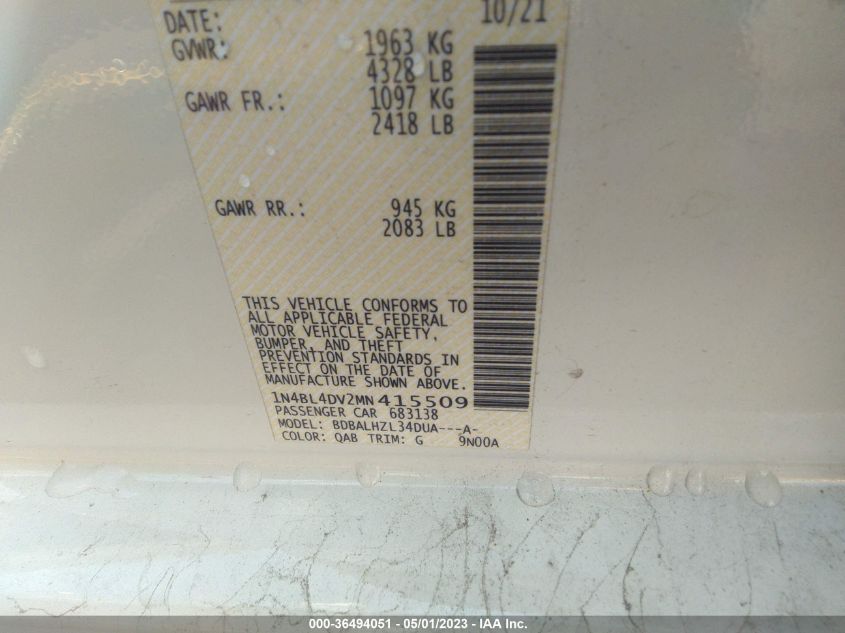 DATE: 10/21
GVWR: 1963 KG
4328 LB
GAWR FR.: 1097 KG
2418 LB
GAWR RR.: 945 KG
2083 LB
THIS VEHICLE CONFORMS TO
ALL APPLICABLE FEDERAL
MOTOR VEHICLE SAFETY,
BUMPER, AND THEFT
PREVENTION STANDARDS IN
EFFECT ON THE DATE OF
MANUFACTURE SHOWN ABOVE.
1N4BL4DV2MN415509
PASSENGER CAR 683138
MODEL: BDBALHZL34DUA---A-
COLOR: QAB TRIM: G 9N00A
000-36494051 - 05/01/2023 - IAA Inc.